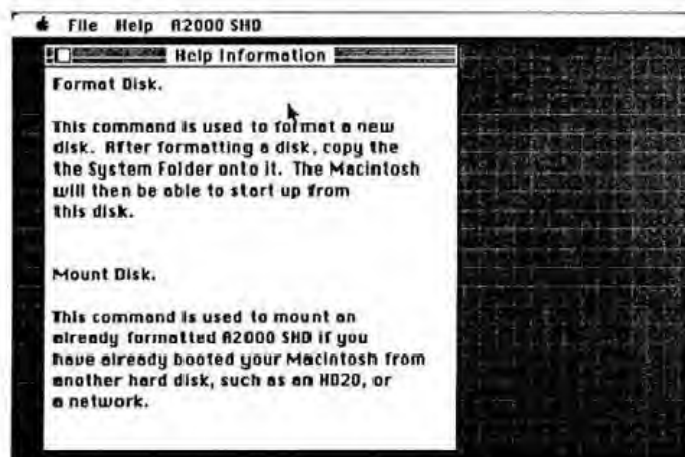 File Help A2000 SHD
Help Information
Format Disk.
This command is used to format a new
disk. After formatting a disk, copy the
the System Folder onto it. The Macintosh
will then be able to start up from
this disk.
Mount Disk.
This command is used to mount an
already formatted A2000 SHD if you
have already booted your Macintosh from
another hard disk, such as an HD20, or
a network.